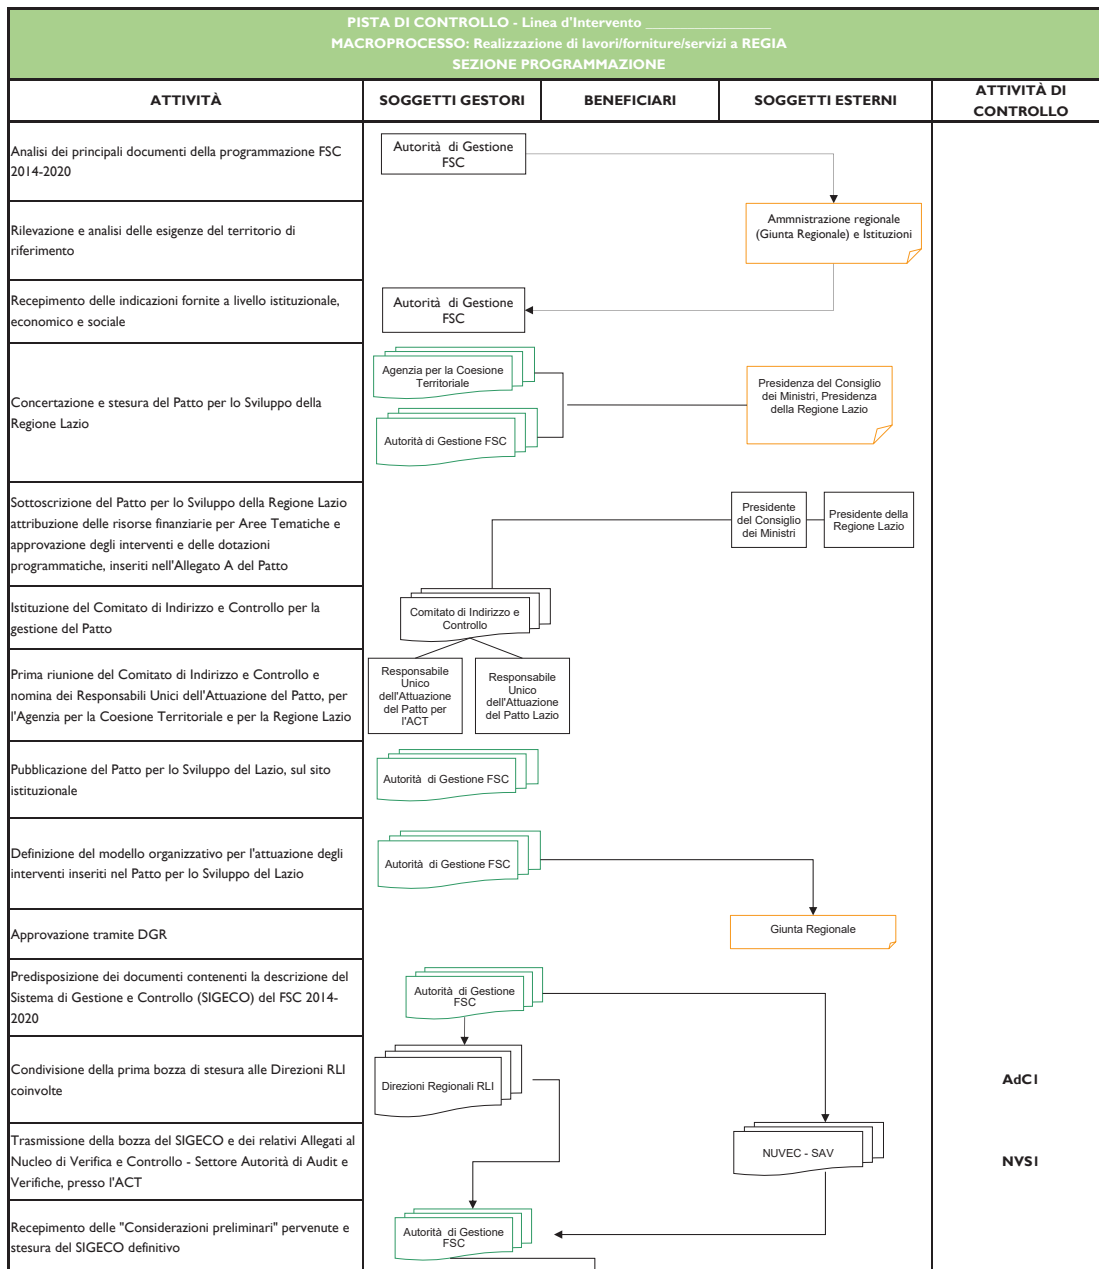 PISTA DI CONTROLLO - Linea d'Intervento __________________
MACROPROCESSO: Realizzazione di lavori/forniture/servizi a REGIA
SEZIONE PROGRAMMAZIONE
ATTIVITÀ
SOGGETTI GESTORI
BENEFICIARI
SOGGETTI ESTERNI
ATTIVITÀ DI
CONTROLLO
Analisi dei principali documenti della programmazione FSC
2014-2020
Autorità di Gestione
FSC
Rilevazione e analisi delle esigenze del territorio di
riferimento
Ammnistrazione regionale
(Giunta Regionale) e Istituzioni
Recepimento delle indicazioni fornite a livello istituzionale,
economico e sociale
Autorità di Gestione
FSC
Concertazione e stesura del Patto per lo Sviluppo della
Regione Lazio
Agenzia per la Coesione
Territoriale
Autorità di Gestione FSC
Presidenza del Consiglio
dei Ministri, Presidenza
della Regione Lazio
Sottoscrizione del Patto per lo Sviluppo della Regione Lazio
attribuzione delle risorse finanziarie per Aree Tematiche e
approvazione degli interventi e delle dotazioni
programmatiche, inseriti nell'Allegato A del Patto
Presidente
del Consiglio
dei Ministri
Presidente della
Regione Lazio
Istituzione del Comitato di Indirizzo e Controllo per la
gestione del Patto
Comitato di Indirizzo e
Controllo
Prima riunione del Comitato di Indirizzo e Controllo e
nomina dei Responsabili Unici dell'Attuazione del Patto, per
l'Agenzia per la Coesione Territoriale e per la Regione Lazio
Responsabile
Unico
dell'Attuazione
del Patto per
l'ACT
Responsabile
Unico
dell'Attuazione
del Patto Lazio
Pubblicazione del Patto per lo Sviluppo del Lazio, sul sito
istituzionale
Autorità di Gestione FSC
Definizione del modello organizzativo per l'attuazione degli
interventi inseriti nel Patto per lo Sviluppo del Lazio
Autorità di Gestione FSC
Approvazione tramite DGR
Giunta Regionale
Predisposizione dei documenti contenenti la descrizione del
Sistema di Gestione e Controllo (SIGECO) del FSC 2014-
2020
Autorità di Gestione
FSC
Condivisione della prima bozza di stesura alle Direzioni RLI
coinvolte
Direzioni Regionali RLI
AdC1
Trasmissione della bozza del SIGECO e dei relativi Allegati al
Nucleo di Verifica e Controllo - Settore Autorità di Audit e
Verifiche, presso l'ACT
NUVEC - SAV
NVS1
Recepimento delle "Considerazioni preliminari" pervenute e
stesura del SIGECO definitivo
Autorità di Gestione
FSC